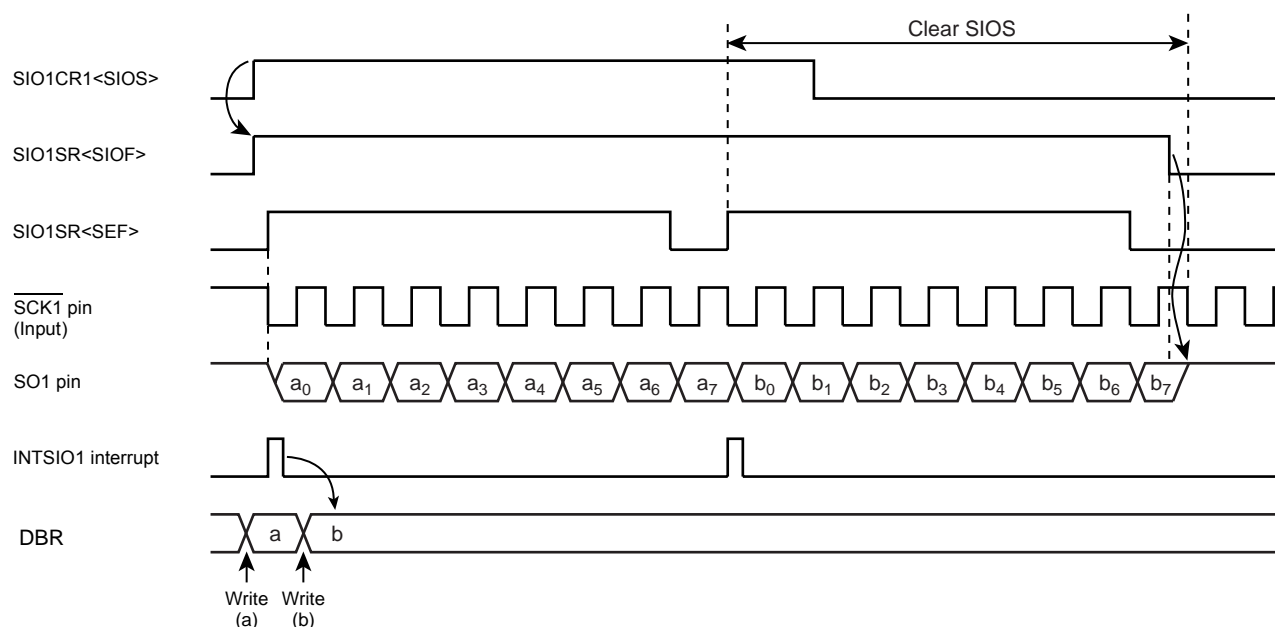 Clear SIOS
SIO1CR1<SIOS>
SIO1SR<SIOF>
SIO1SR<SEF>
SCK1 pin
(Input)
SO1 pin
a0 a1 a2 a3 a4 a5 a6 a7 b0 b1 b2 b3 b4 b5 b6 b7
INTSIO1 interrupt
DBR
a b
Write Write
(a) (b)